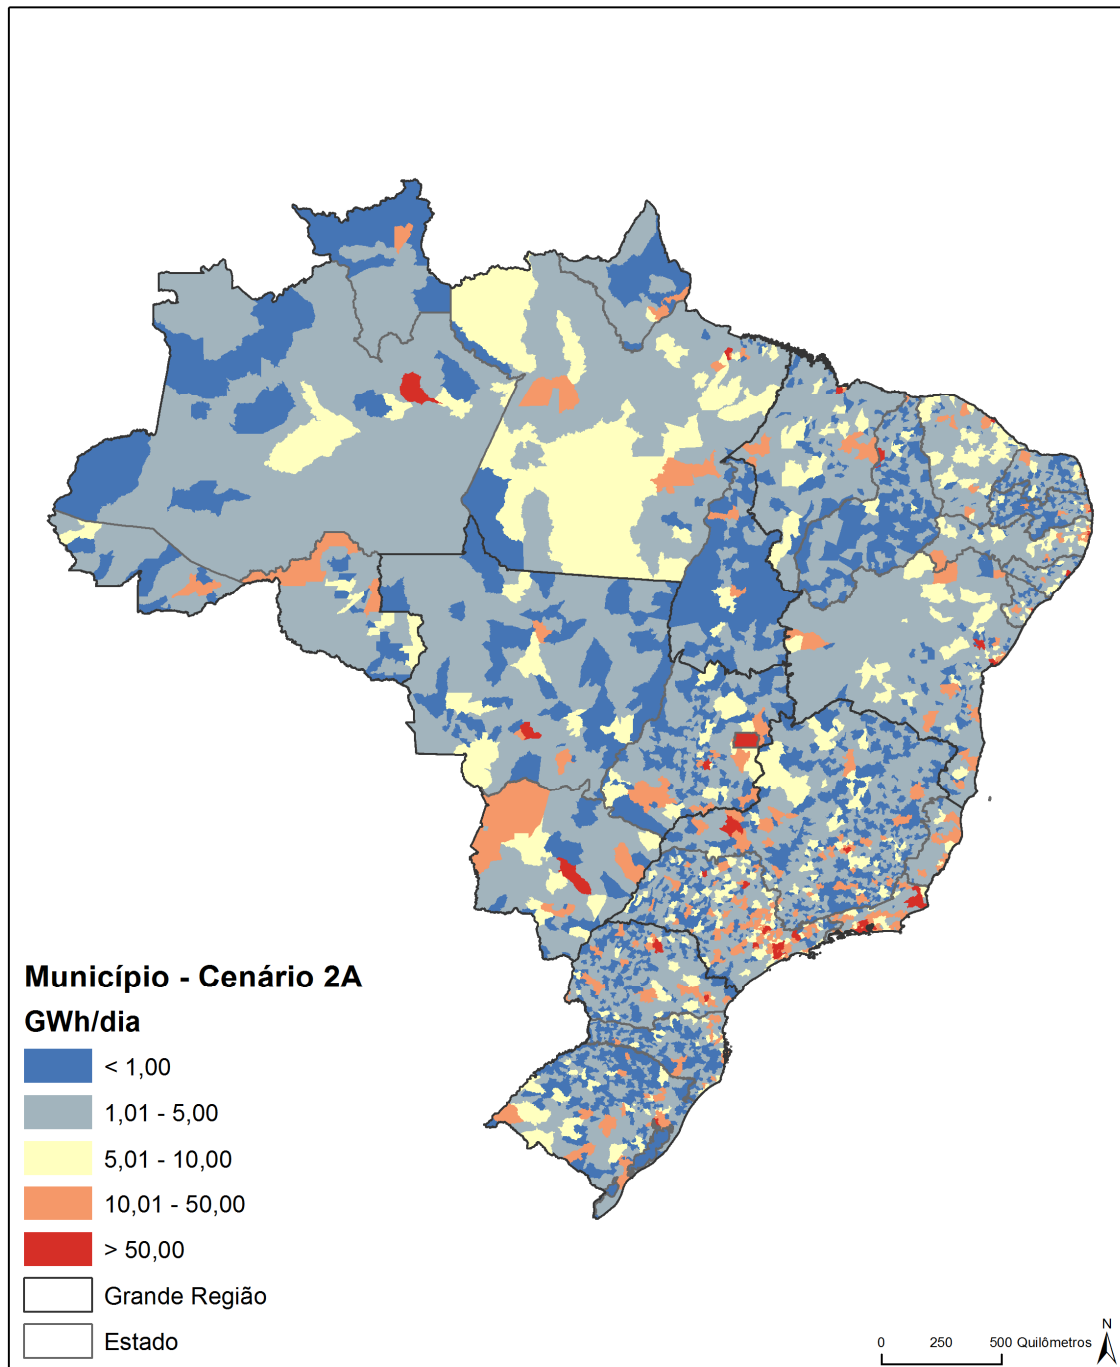 Município - Cenário 2A
GWh/dia
< 1,00
1,01 - 5,00
5,01 - 10,00
10,01 - 50,00
> 50,00
Grande Região
Estado
N
0 250 500 Quilômetros